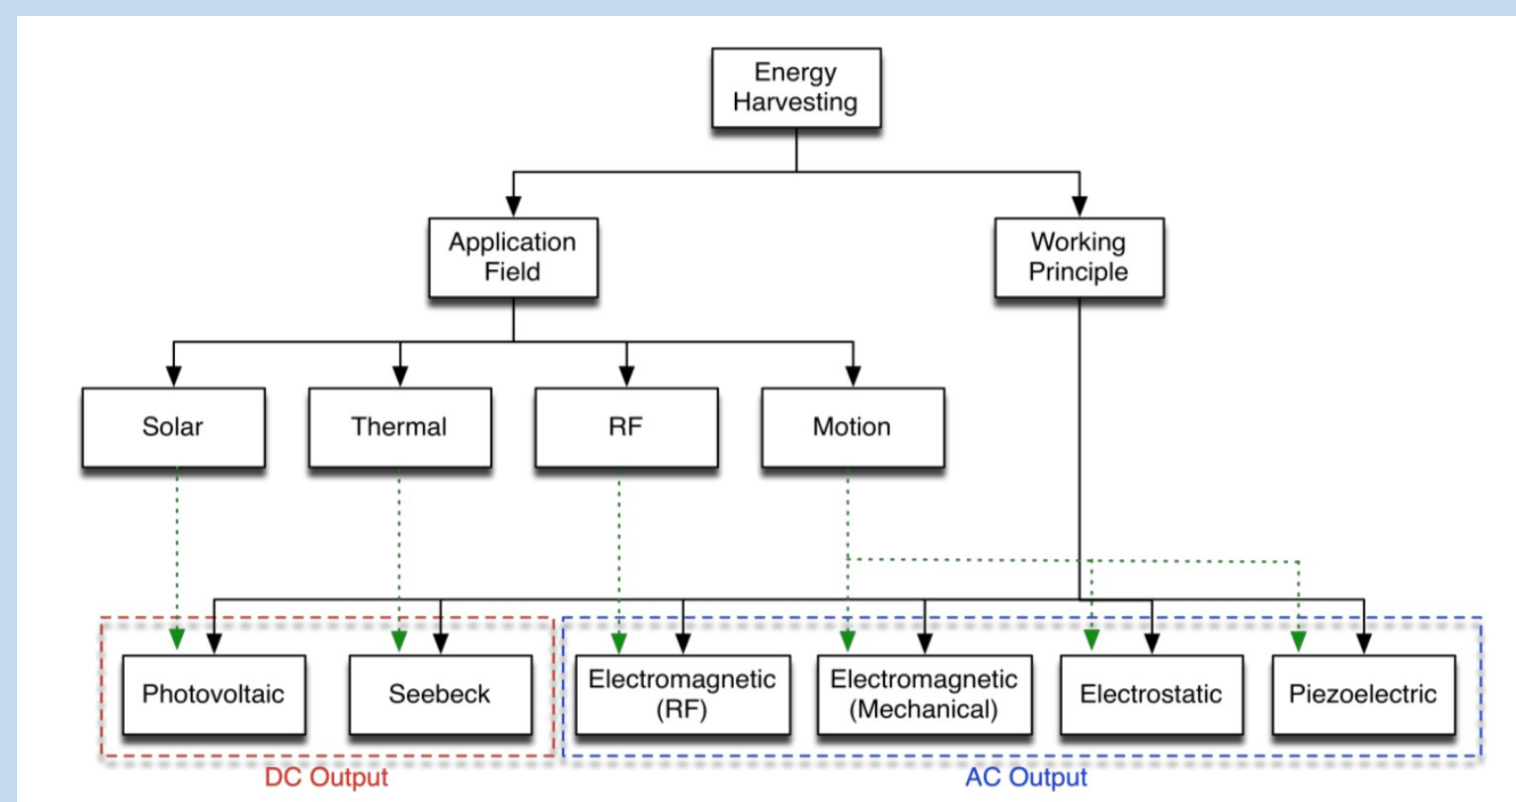 Energy
Harvesting
Application
Field
Working
Principle
Solar
Thermal
RF
Motion
Photovoltaic
Seebeck
Electromagnetic
(RF)
Electromagnetic
(Mechanical)
Electrostatic
Piezoelectric
DC Output
AC Output